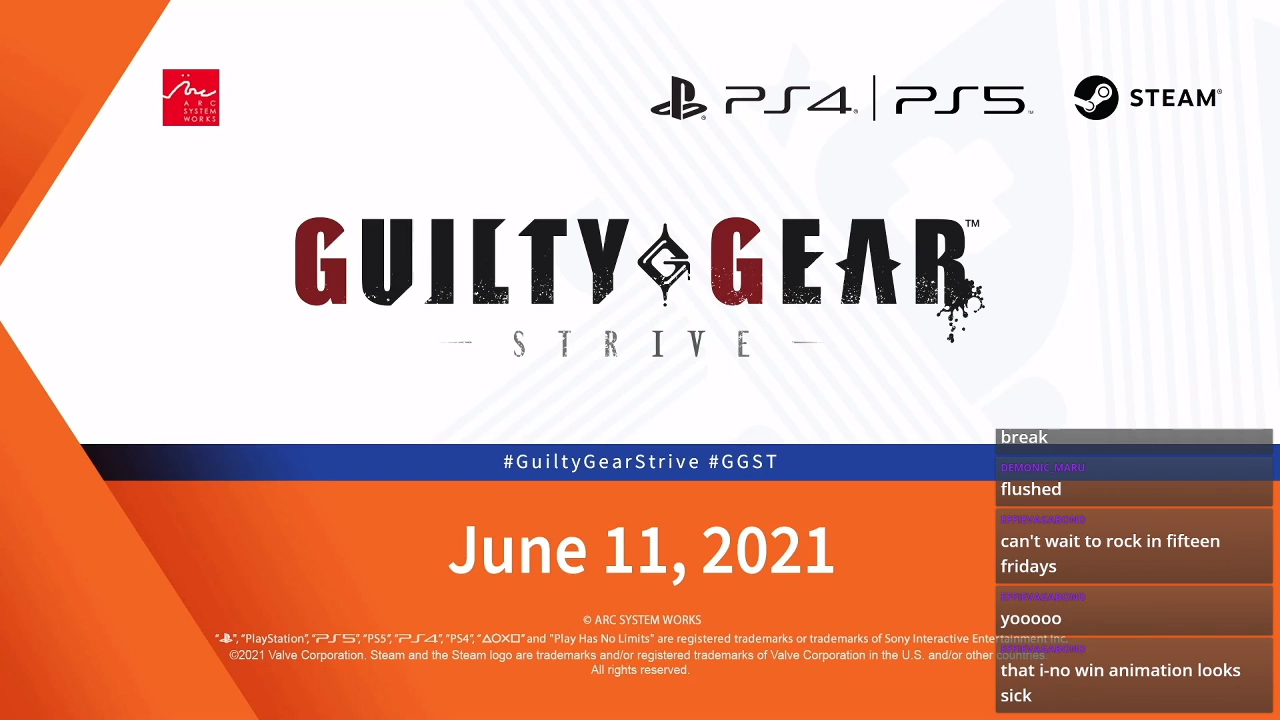 ARC
SYSTEM
WORKS
PS4 | PS5
STEAM®
GUILTY GEAR™
STRIVE
#GuiltyGearStrive #GGST
June 11, 2021
© ARC SYSTEM WORKS
"PlayStation", "PS5", "PS5", "PS4", "PS4", "△○×□" and "Play Has No Limits" are registered trademarks or trademarks of Sony Interactive Entertainment Inc.
©2021 Valve Corporation. Steam and the Steam logo are trademarks and/or registered trademarks of Valve Corporation in the U.S. and/or other countries.
All rights reserved.
break
DEMONIC_MARU
flushed
can't wait to rock in fifteen
fridays
yooooo
that i-no win animation looks
sick